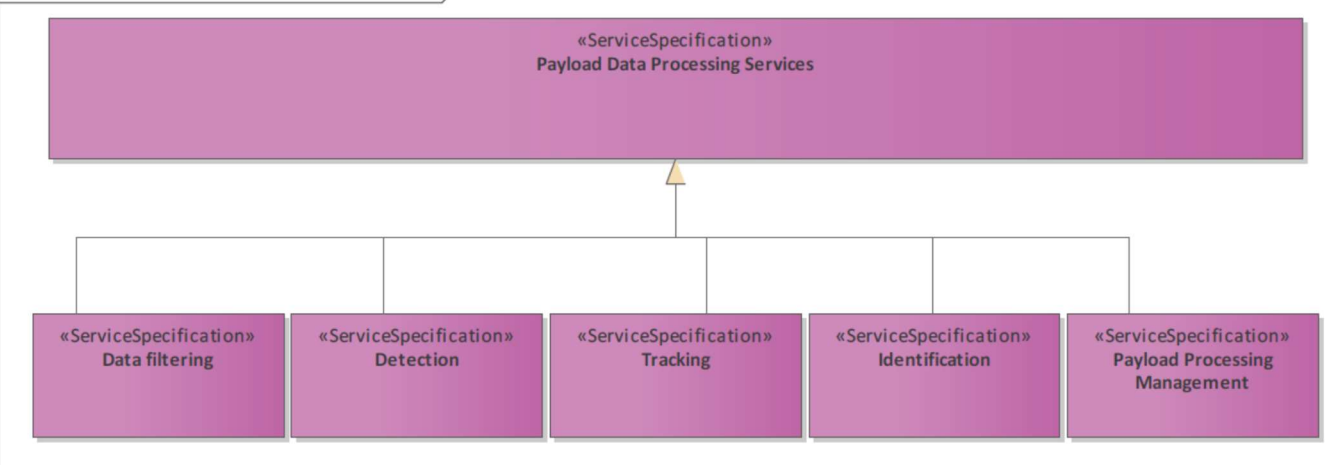 «ServiceSpecification»
Payload Data Processing Services
«ServiceSpecification»
Data filtering
«ServiceSpecification»
Detection
«ServiceSpecification»
Tracking
«ServiceSpecification»
Identification
«ServiceSpecification»
Payload Processing
Management